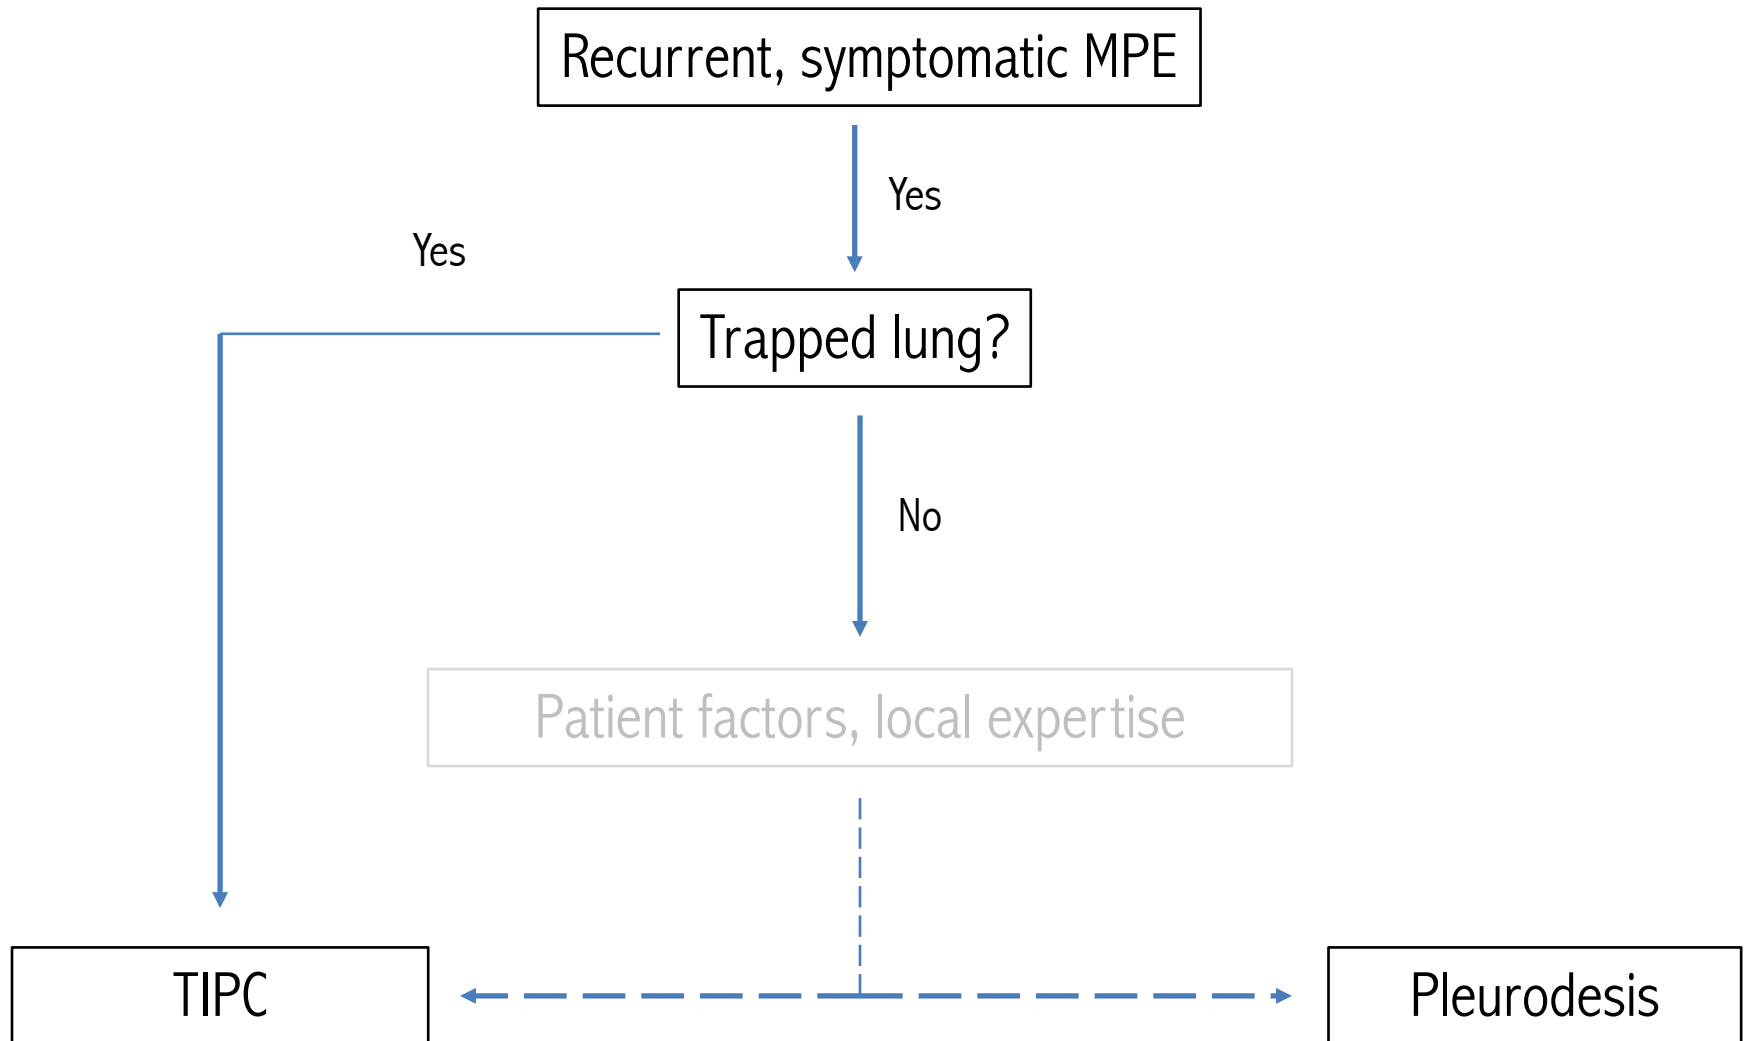 Recurrent, symptomatic MPE
Yes
Yes
Trapped lung?
No
Patient factors, local expertise
TIPC
Pleurodesis